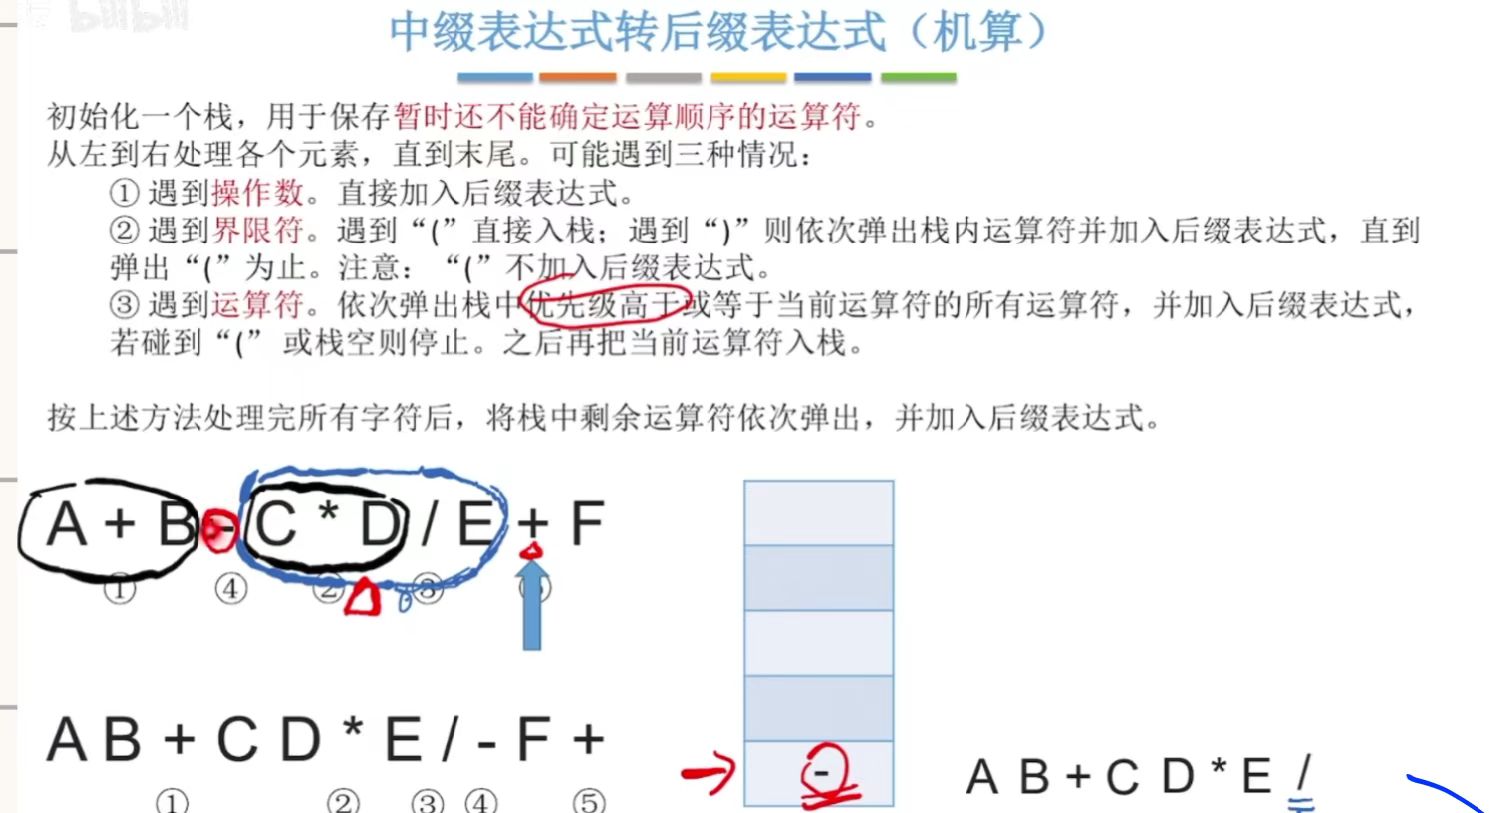 bilibili
中缀表达式转后缀表达式（机算）
初始化一个栈，用于保存暂时还不能确定运算顺序的运算符。
从左到右处理各个元素，直到末尾。可能遇到三种情况：
① 遇到操作数。直接加入后缀表达式。
② 遇到界限符。遇到“(”直接入栈；遇到“)”则依次弹出栈内运算符并加入后缀表达式，直到
弹出“(”为止。注意：“(”不加入后缀表达式。
③ 遇到运算符。依次弹出栈中优先级高于或等于当前运算符的所有运算符，并加入后缀表达式，
若碰到“(” 或栈空则停止。之后再把当前运算符入栈。
按上述方法处理完所有字符后，将栈中剩余运算符依次弹出，并加入后缀表达式。
A + B - C * D / E + F
① ④ ② ③
A B + C D * E / - F +
① ② ③ ④ ⑤
-
A B + C D * E /